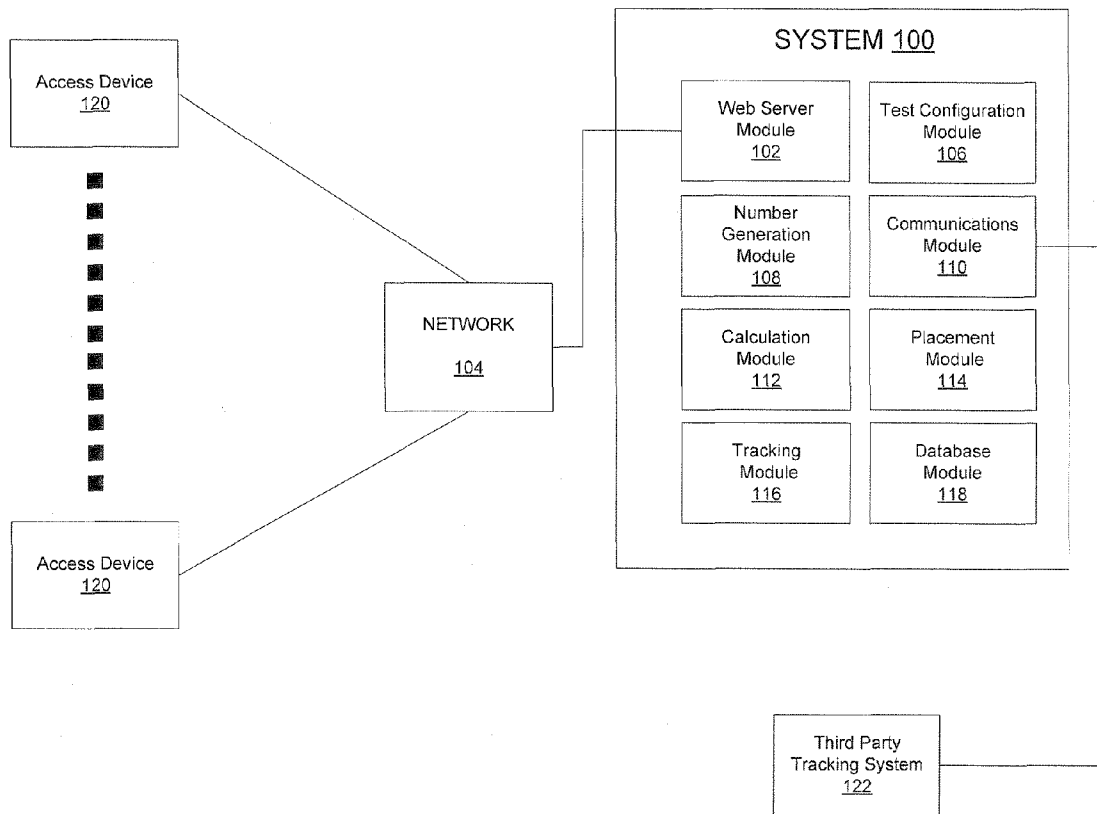 Access Device
120
Access Device
120
NETWORK
104
SYSTEM 100
Web Server
Module
102
Test Configuration
Module
106
Number
Generation
Module
108
Communications
Module
110
Calculation
Module
112
Placement
Module
114
Tracking
Module
116
Database
Module
118
Third Party
Tracking System
122